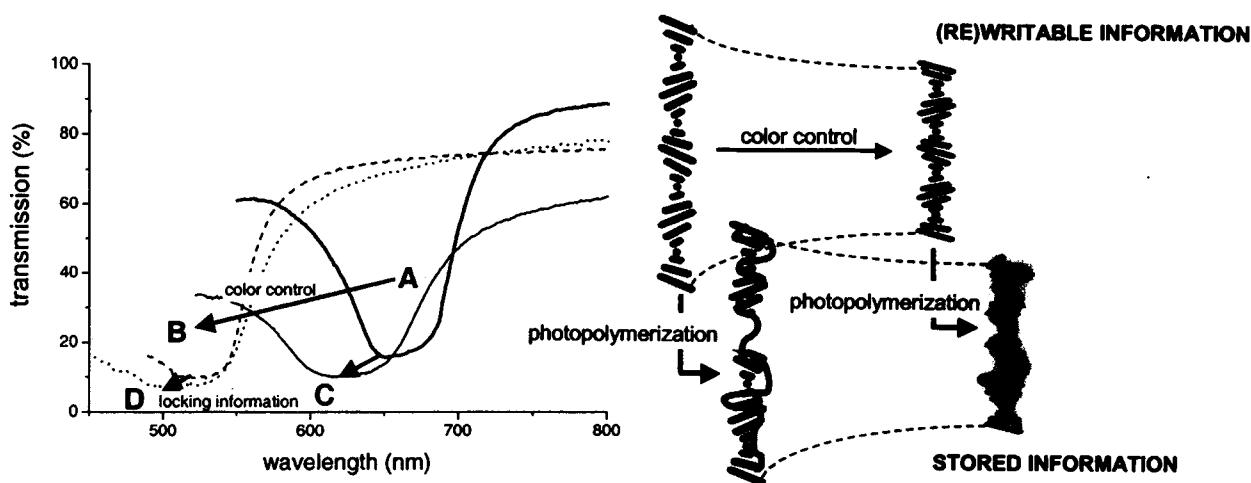 100
80
60
40
20
0
transmission (%)
500
600
700
800
wavelength (nm)
A
color control
B
C
D
locking information
(RE)WRITABLE INFORMATION
color control
photopolymerization
photopolymerization
STORED INFORMATION